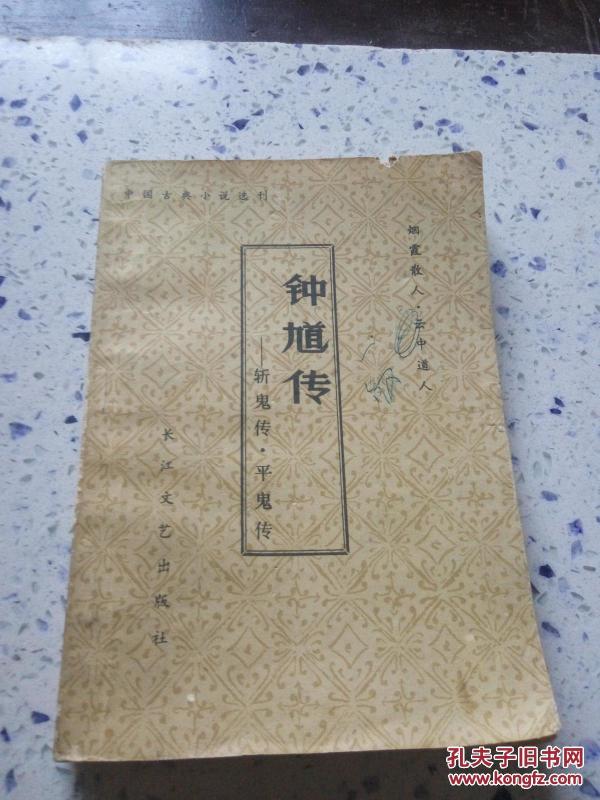 中国古典小说选刊
烟霞散人·云中道人
钟馗传
——斩鬼传·平鬼传
长江文艺出版社
孔夫子旧书网
www.kongfz.com